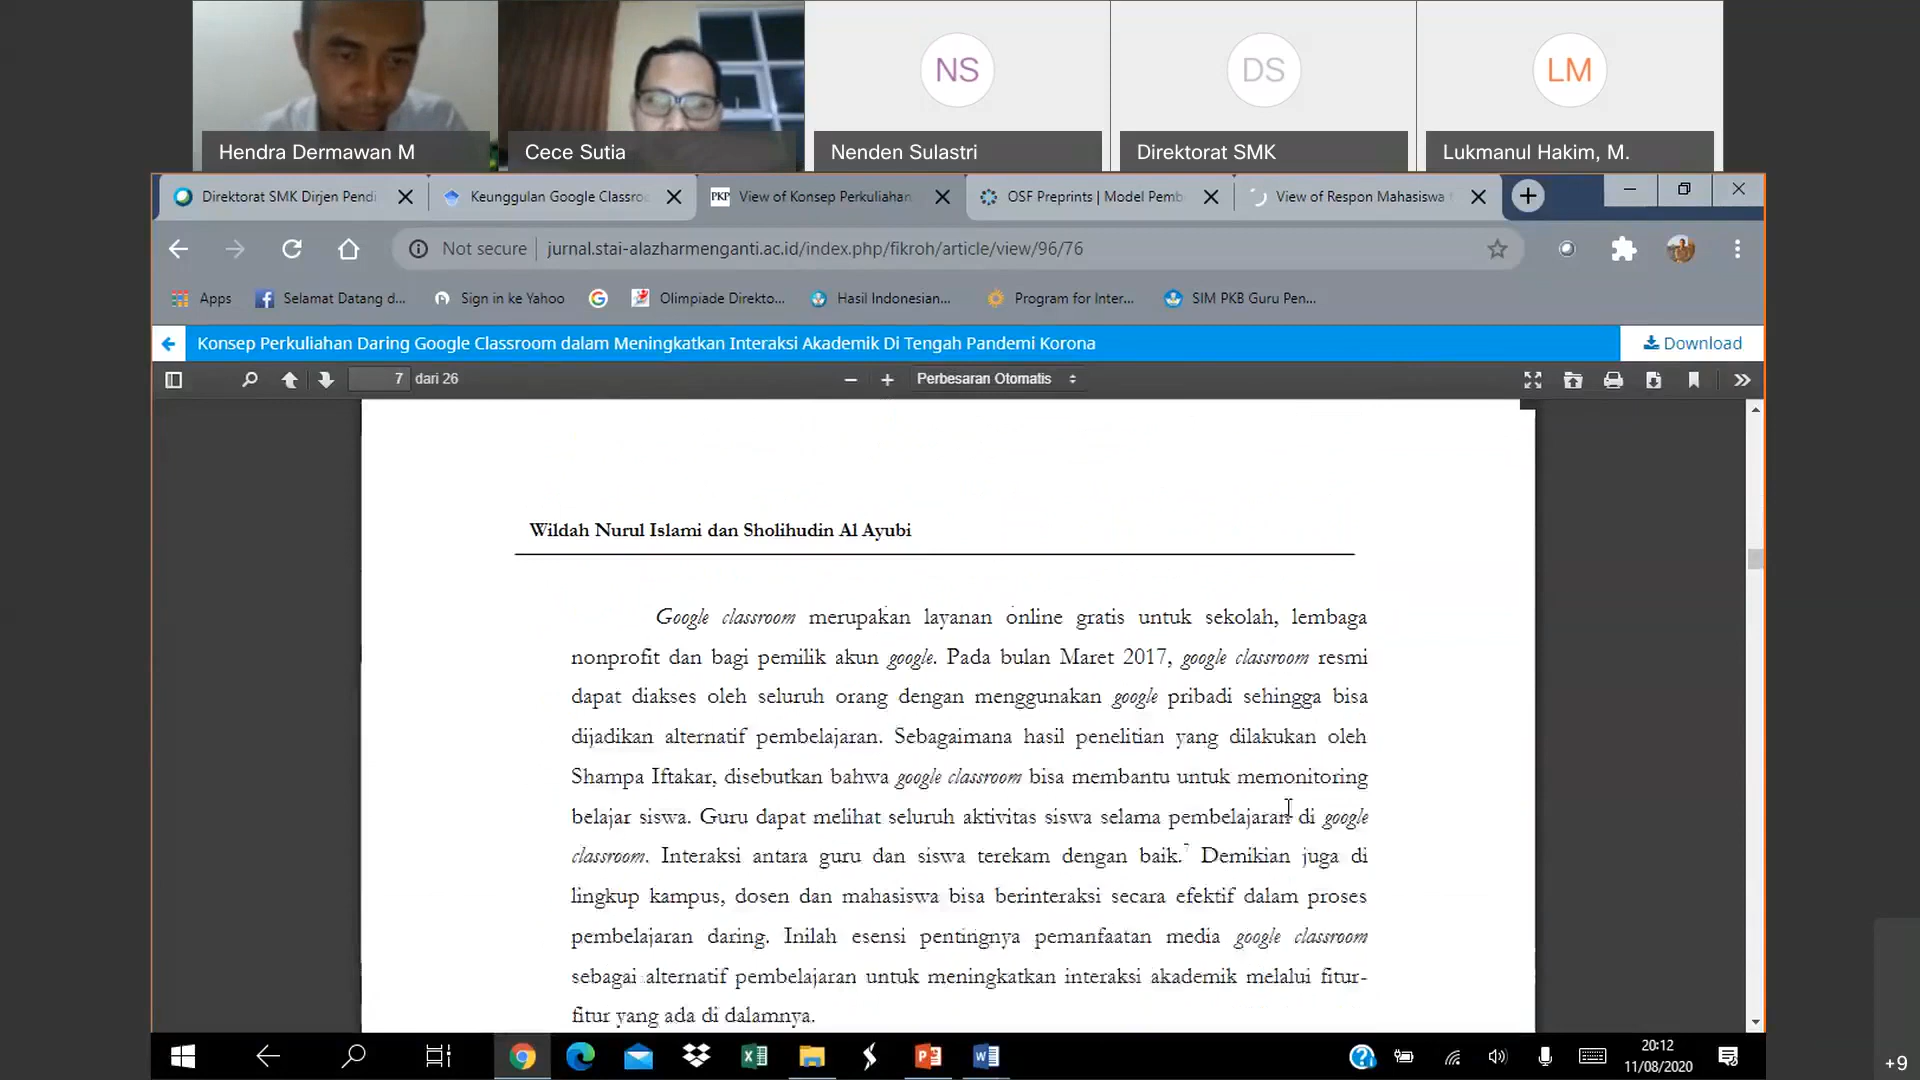 NS
DS
LM
Hendra Dermawan M
Cece Sutia
Nenden Sulastri
Direktorat SMK
Lukmanul Hakim, M.
Direktorat SMK Dirjen Pendi
Keunggulan Google Classro
PKP
View of Konsep Perkuliahan
OSF Preprints | Model Pemb
View of Respon Mahasiswa
Not secure
jurnal.stai-alazharmenganti.ac.id/index.php/fikroh/article/view/96/76
Apps
Selamat Datang d...
Sign in ke Yahoo
Olimpiade Direkto...
Hasil Indonesian...
Program for Inter...
SIM PKB Guru Pen...
Konsep Perkuliahan Daring Google Classroom dalam Meningkatkan Interaksi Akademik Di Tengah Pandemi Korona
Download
7 dari 26
Perbesaran Otomatis
Wildah Nurul Islami dan Sholihudin Al Ayubi
Google classroom merupakan layanan online gratis untuk sekolah, lembaga
nonprofit dan bagi pemilik akun google. Pada bulan Maret 2017, google classroom resmi
dapat diakses oleh seluruh orang dengan menggunakan google pribadi sehingga bisa
dijadikan alternatif pembelajaran. Sebagaimana hasil penelitian yang dilakukan oleh
Shampa Iftakar, disebutkan bahwa google classroom bisa membantu untuk memonitoring
belajar siswa. Guru dapat melihat seluruh aktivitas siswa selama pembelajaran di google
classroom. Interaksi antara guru dan siswa terekam dengan baik.7 Demikian juga di
lingkup kampus, dosen dan mahasiswa bisa berinteraksi secara efektif dalam proses
pembelajaran daring. Inilah esensi pentingnya pemanfaatan media google classroom
sebagai alternatif pembelajaran untuk meningkatkan interaksi akademik melalui fitur-
fitur yang ada di dalamnya.
20:12
11/08/2020
+9